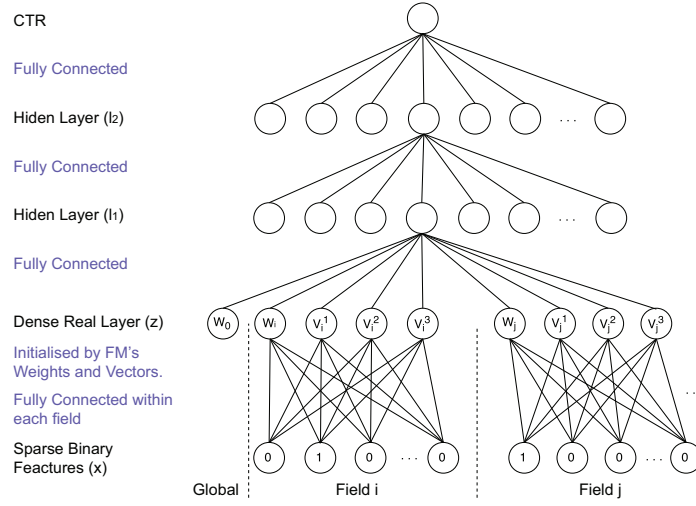 CTR
Fully Connected
Hiden Layer (l2)
...
Fully Connected
Hiden Layer (l1)
...
Fully Connected
Dense Real Layer (z)
W0 Wi Vi1 Vi2 Vi3 Wj Vj1 Vj2 Vj3
Initialised by FM's
Weights and Vectors.
Fully Connected within
each field
...
Sparse Binary
Feactures (x)
0 1 0 ... 0 1 0 0 ... 0
Global Field i Field j